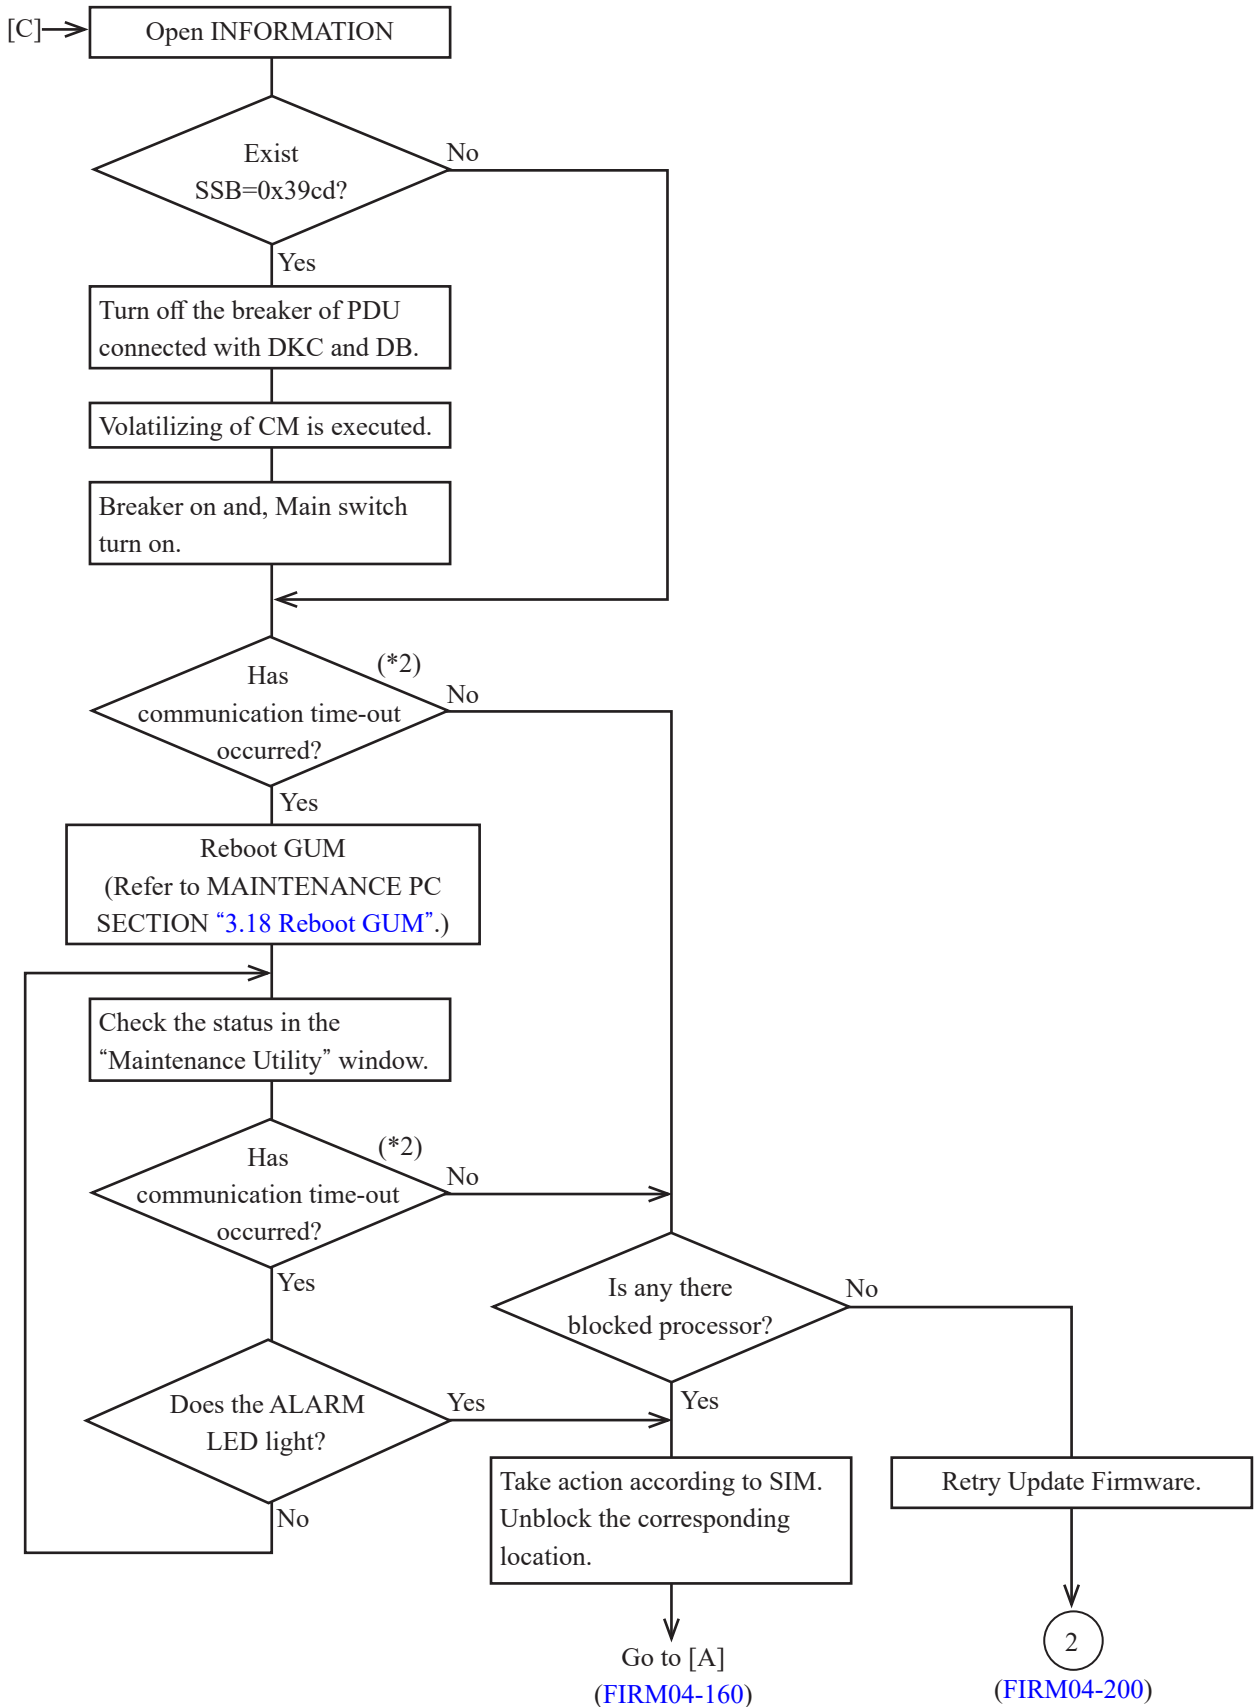 [C]
Open INFORMATION
Exist
SSB=0x39cd?
No
Yes
Turn off the breaker of PDU
connected with DKC and DB.
Volatilizing of CM is executed.
Breaker on and, Main switch
turn on.
(*2)
Has
communication time-out
occurred?
No
Yes
Reboot GUM
(Refer to MAINTENANCE PC
SECTION “3.18 Reboot GUM”.)
Check the status in the
“Maintenance Utility” window.
(*2)
Has
communication time-out
occurred?
No
Yes
Is any there
blocked processor?
No
Yes
Does the ALARM
LED light?
Yes
No
Take action according to SIM.
Unblock the corresponding
location.
Retry Update Firmware.
Go to [A]
(FIRM04-160)
2
(FIRM04-200)